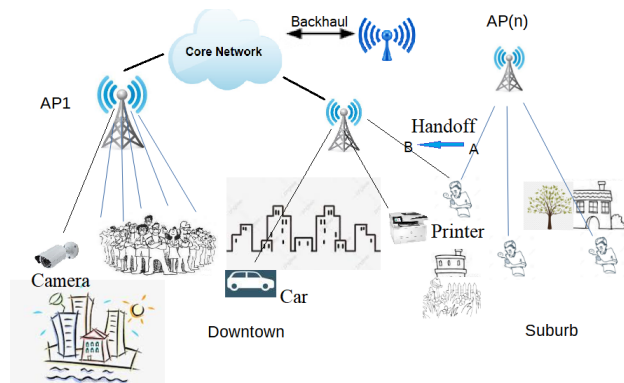 Backhaul
AP(n)
Core Network
AP1
Handoff
B
A
Printer
Camera
Car
Downtown
Suburb